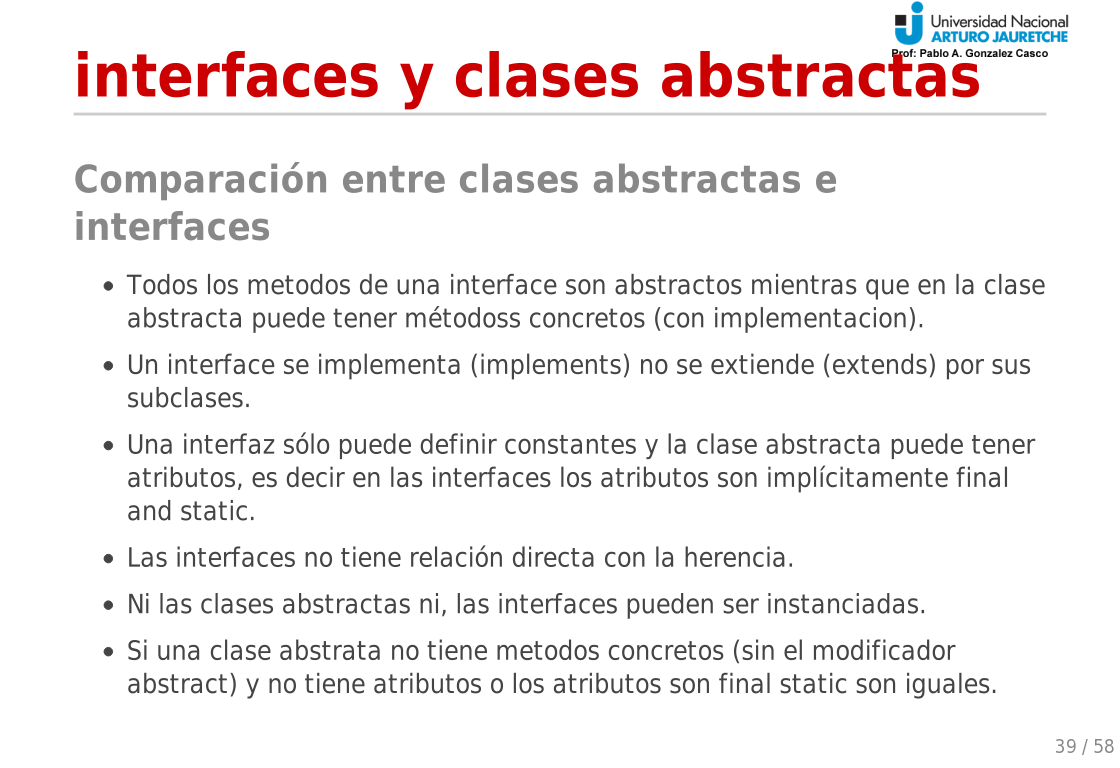 Universidad Nacional
ARTURO JAURETCHE
Prof: Pablo A. Gonzalez Casco
interfaces y clases abstractas
Comparación entre clases abstractas e
interfaces
• Todos los metodos de una interface son abstractos mientras que en la clase
abstracta puede tener métodoss concretos (con implementacion).
• Un interface se implementa (implements) no se extiende (extends) por sus
subclases.
• Una interfaz sólo puede definir constantes y la clase abstracta puede tener
atributos, es decir en las interfaces los atributos son implícitamente final
and static.
• Las interfaces no tiene relación directa con la herencia.
• Ni las clases abstractas ni, las interfaces pueden ser instanciadas.
• Si una clase abstrata no tiene metodos concretos (sin el modificador
abstract) y no tiene atributos o los atributos son final static son iguales.
39 / 58